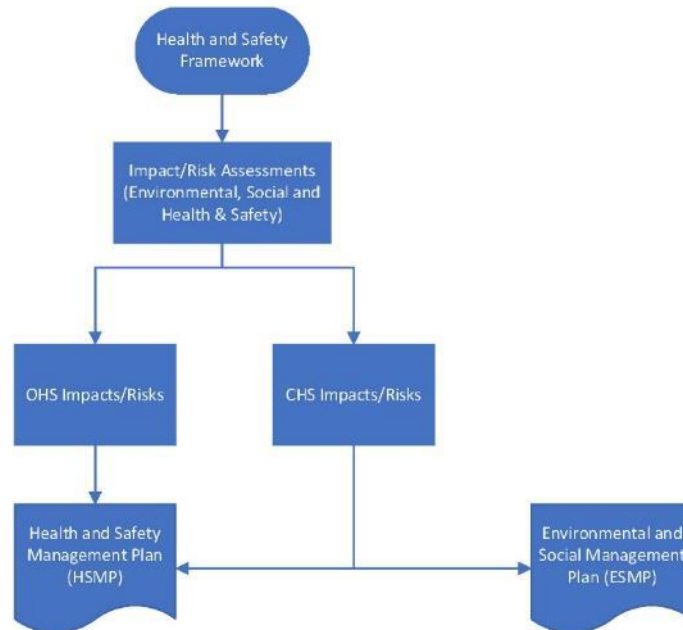 Health and Safety
Framework
Impact/Risk Assessments
(Environmental, Social and
Health & Safety)
OHS Impacts/Risks
CHS Impacts/Risks
Health and Safety
Management Plan
(HSMP)
Environmental and
Social Management
Plan (ESMP)